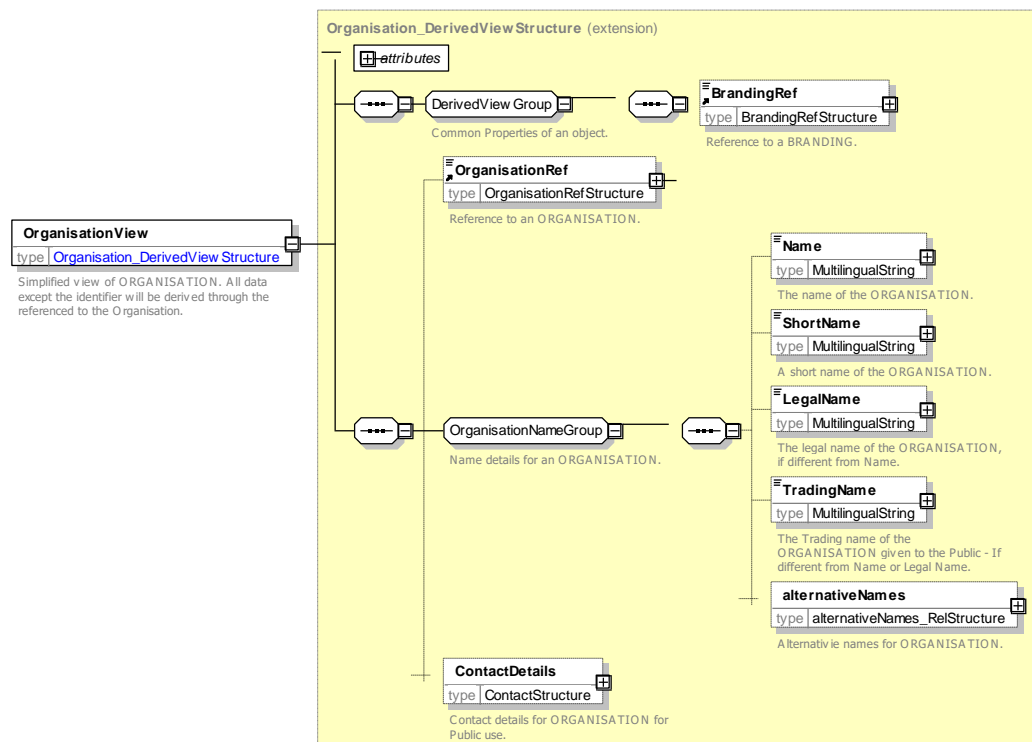 Organisation_DerivedViewStructure (extension)
attributes
DerivedViewGroup
Common Properties of an object.
BrandingRef
type BrandingRefStructure
Reference to a BRANDING.
OrganisationRef
type OrganisationRefStructure
Reference to an ORGANISATION.
OrganisationView
type Organisation_DerivedViewStructure
Simplified view of ORGANISATION. All data
except the identifier will be derived through the
referenced to the Organisation.
Name
type MultilingualString
The name of the ORGANISATION.
ShortName
type MultilingualString
A short name of the ORGANISATION.
LegalName
type MultilingualString
The legal name of the ORGANISATION,
if different from Name.
OrganisationNameGroup
Name details for an ORGANISATION.
TradingName
type MultilingualString
The Trading name of the
ORGANISATION given to the Public - If
different from Name or Legal Name.
alternativeNames
type alternativeNames_RelStructure
Alternativie names for ORGANISATION.
ContactDetails
type ContactStructure
Contact details for ORGANISATION for
Public use.